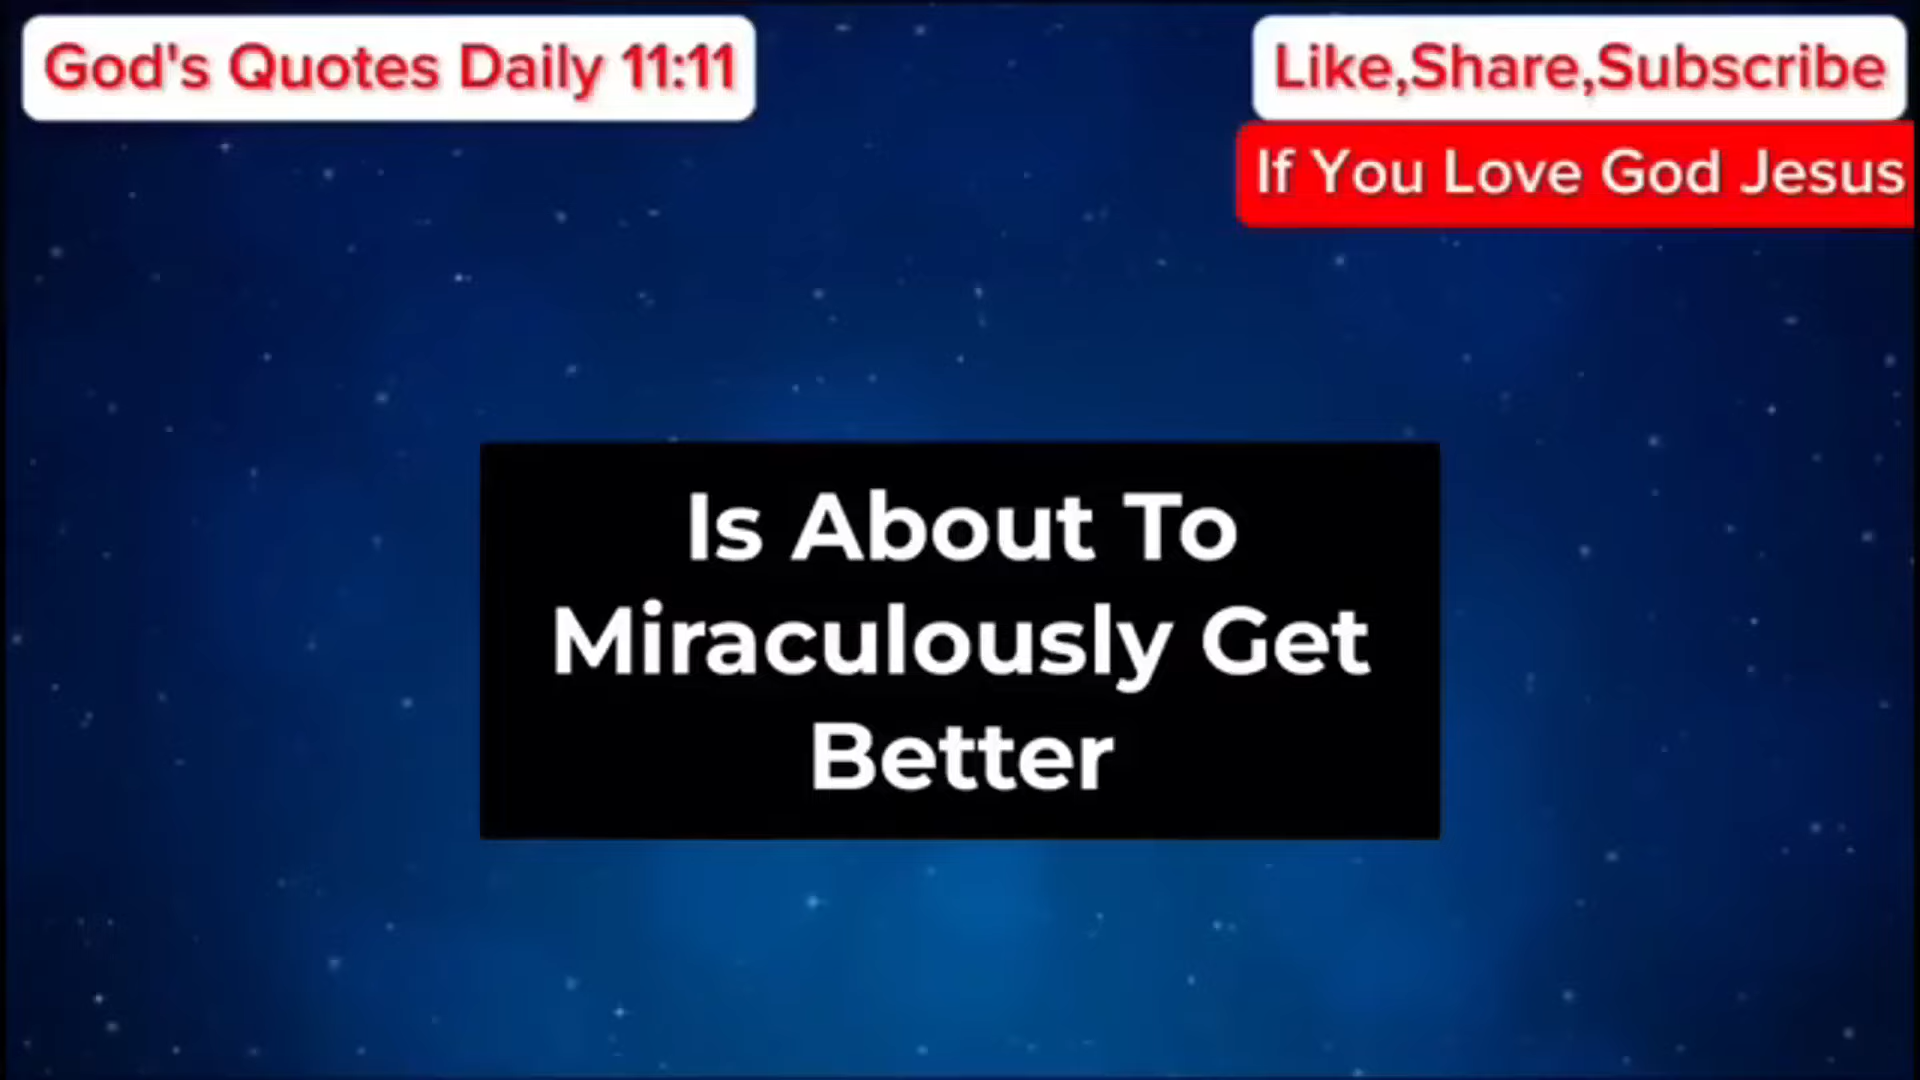 God's Quotes Daily 11:11
Like,Share,Subscribe
If You Love God Jesus
Is About To
Miraculously Get
Better